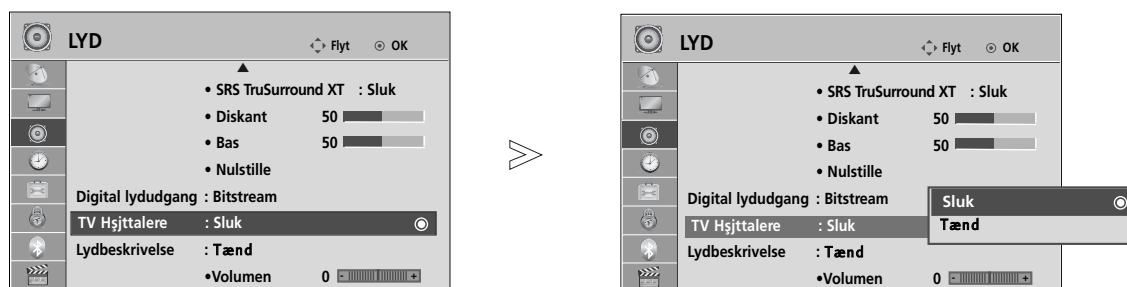 LYD
Flyt
OK
• SRS TruSurround XT : Sluk
• Diskant 50
• Bas 50
• Nulstille
Digital lydudgang : Bitstream
TV Hşjttalere : Sluk
Lydbeskrivelse : Tænd
•Volumen 0 - +
LYD
Flyt
OK
• SRS TruSurround XT : Sluk
• Diskant 50
• Bas 50
• Nulstille
Digital lydudgang : Bitstream
TV Hşjttalere : Sluk
Lydbeskrivelse : Tænd
•Volumen 0 - +
Sluk
Tænd